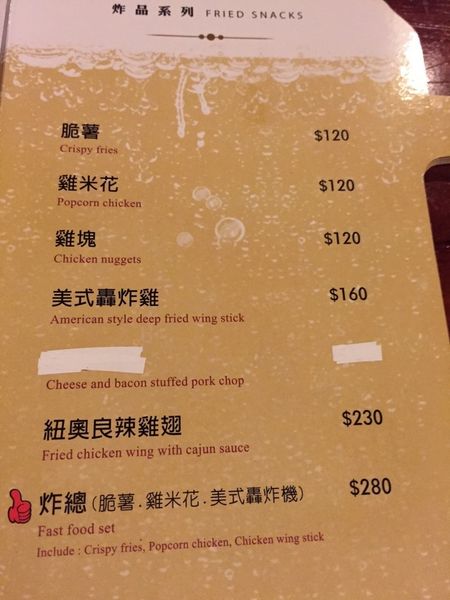 炸品系列 FRIED SNACKS
脆薯 $120
Crispy fries
雞米花 $120
Popcorn chicken
雞塊 $120
Chicken nuggets
美式轟炸雞 $160
American style deep fried wing stick
Cheese and bacon stuffed pork chop
紐奧良辣雞翅 $230
Fried chicken wing with cajun sauce
炸總(脆薯.雞米花.美式轟炸機) $280
Fast food set
Include : Crispy fries, Popcorn chicken, Chicken wing stick